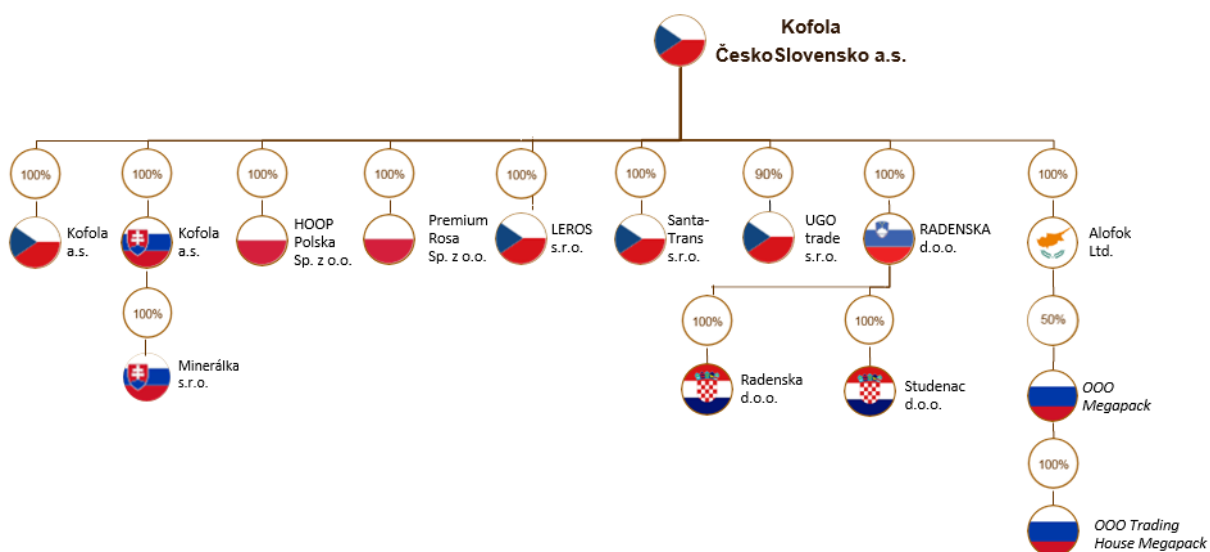 Kofola
ČeskoSlovensko a.s.
100%
100%
100%
100%
100%
100%
90%
100%
100%
Kofola
a.s.
Kofola
a.s.
HOOP
Polska
Sp. z o.o.
Premium
Rosa
Sp. z o.o.
LEROS
s.r.o.
Santa-
Trans
s.r.o.
UGO
trade
s.r.o.
RADENSKA
d.o.o.
Alofok
Ltd.
100%
100%
100%
50%
Minerálka
s.r.o.
Radenska
d.o.o.
Studenac
d.o.o.
OOO
Megapack
100%
OOO Trading
House Megapack